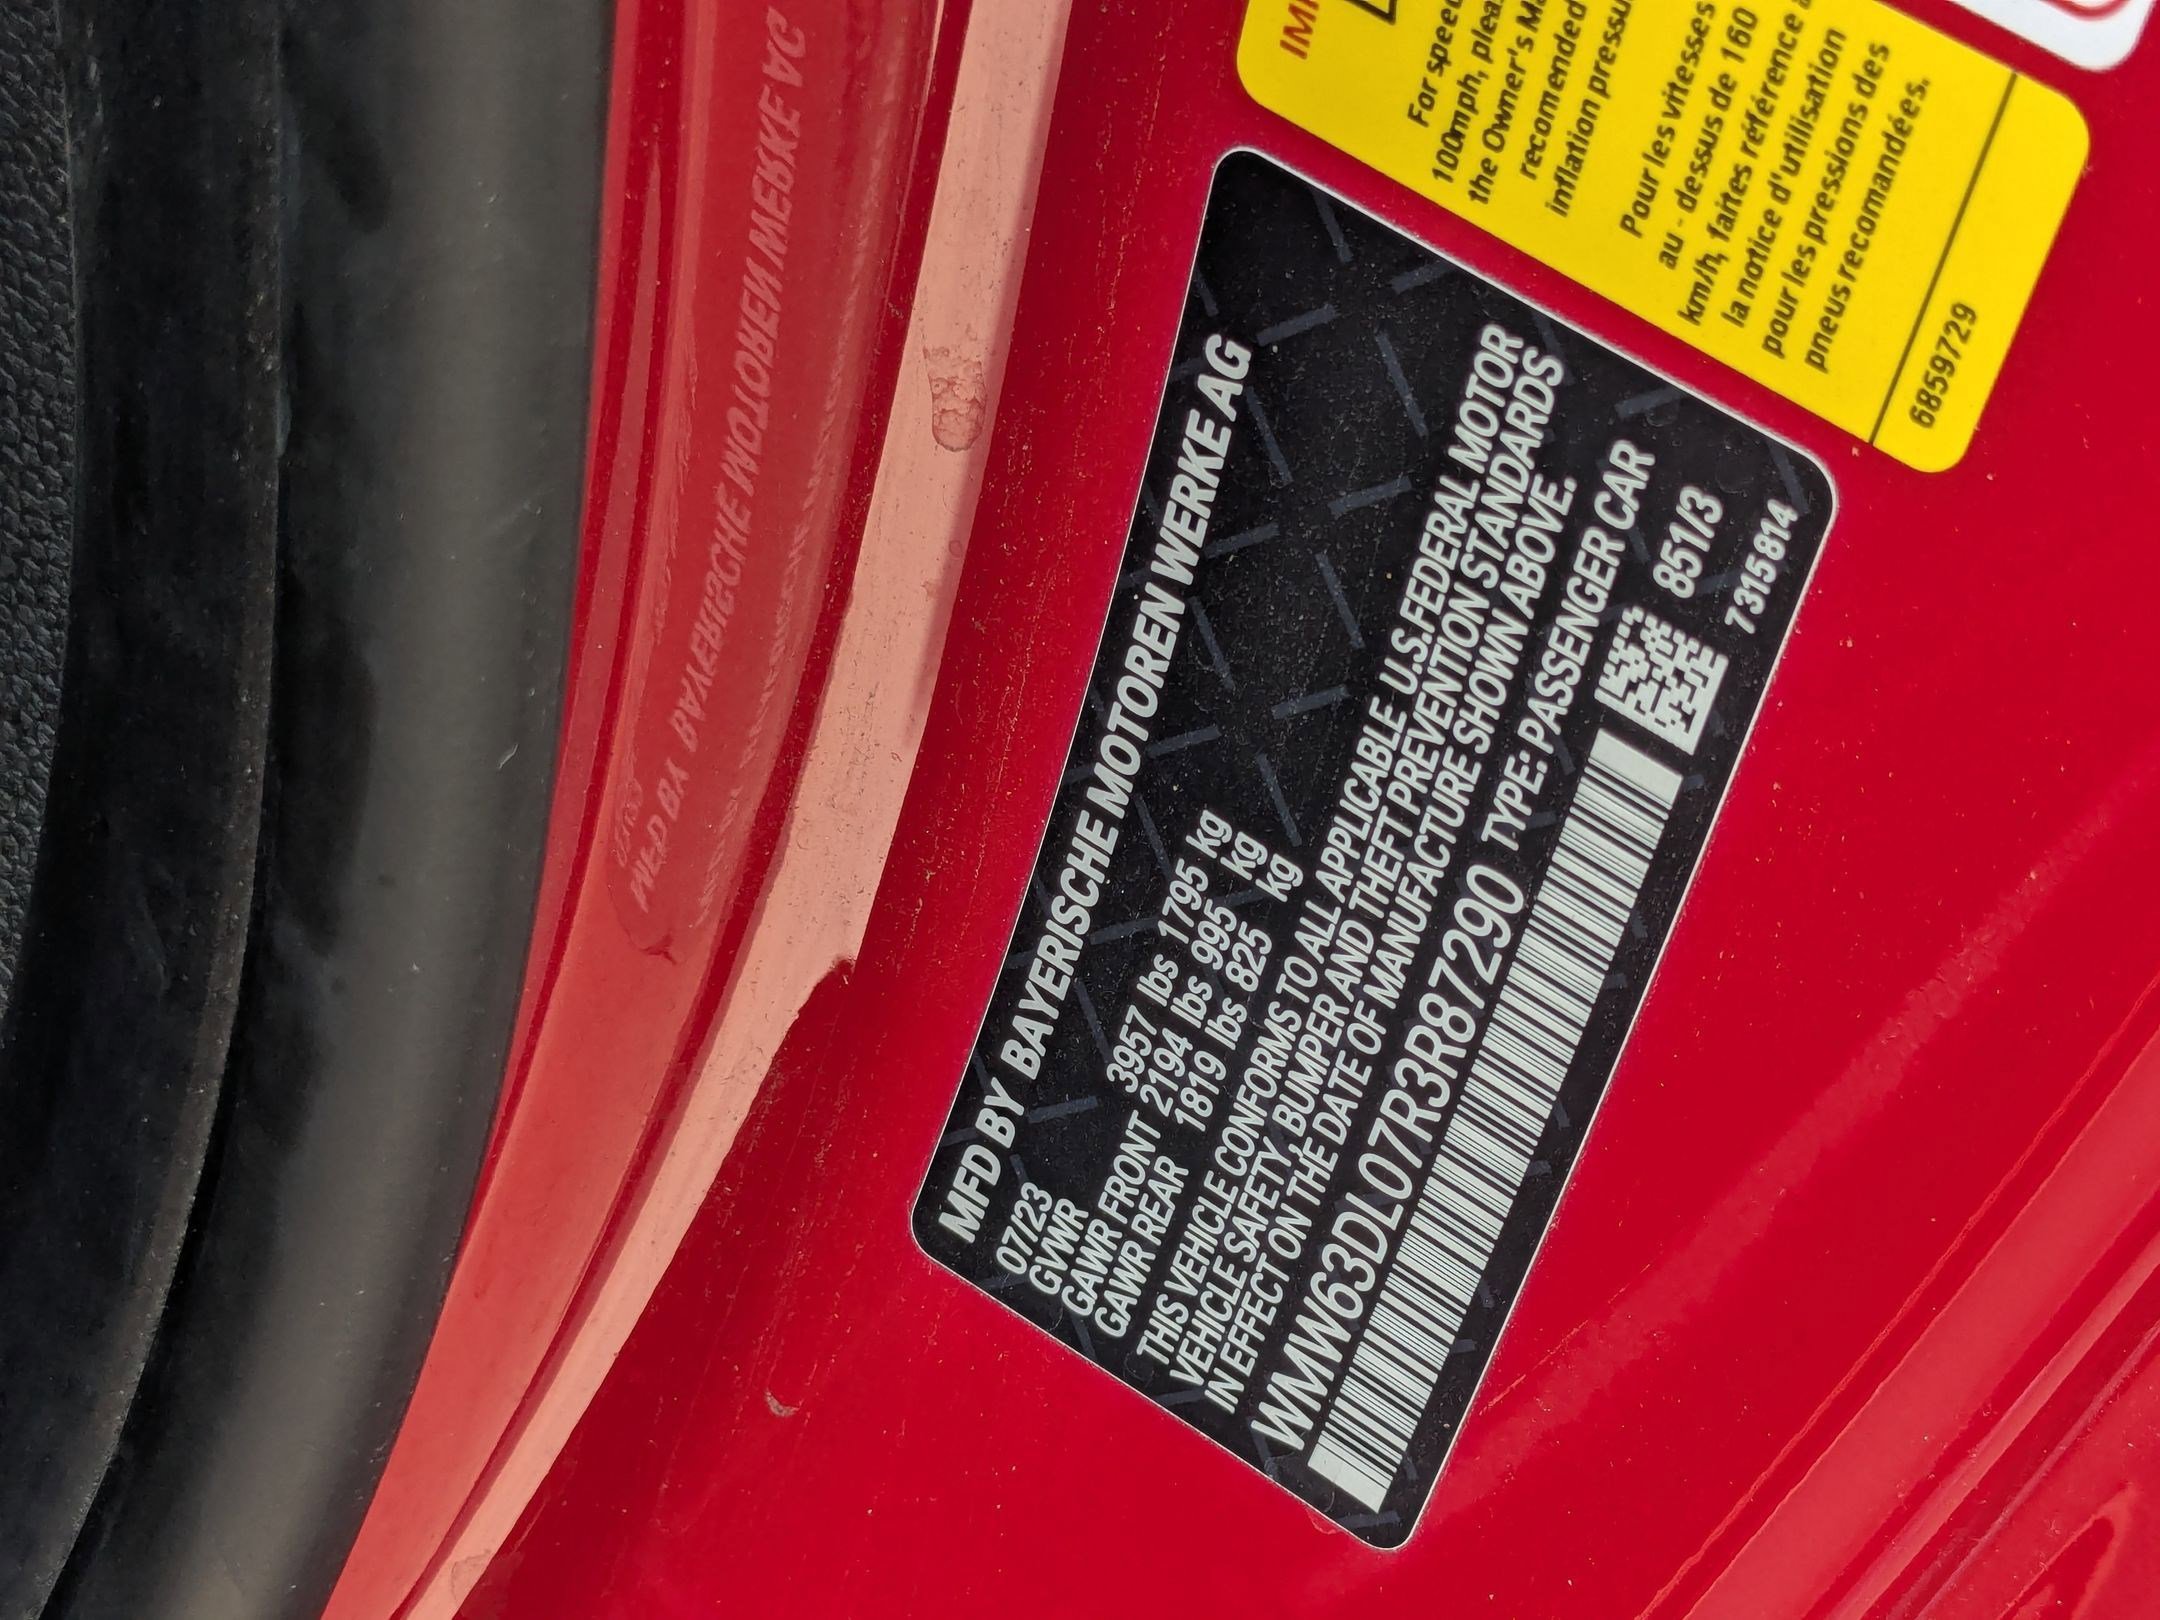 MFD BY BAYERISCHE MOTOREN WERKE AG
07/23
GVWR 3957 lbs 1795 kg
GAWR FRONT 2194 lbs 995 kg
GAWR REAR 1819 lbs 825 kg
THIS VEHICLE CONFORMS TO ALL APPLICABLE U.S.FEDERAL MOTOR
VEHICLE SAFETY, BUMPER AND THEFT PREVENTION STANDARDS
IN EFFECT ON THE DATE OF MANUFACTURE SHOWN ABOVE.
WMW63DL07R3R87290 TYPE: PASSENGER CAR
851/3
7315814
For speed
100mph, plea
the Owner's Ma
recomended
inflation pressu
Pour les vitesses
au - dessus de 160
km/h, faites référence a
la notice d'utilisation
pour les pressions des
pneus recomandées.
6859729
MFD BY BAYERISCHE MOTOREN WERKE AG